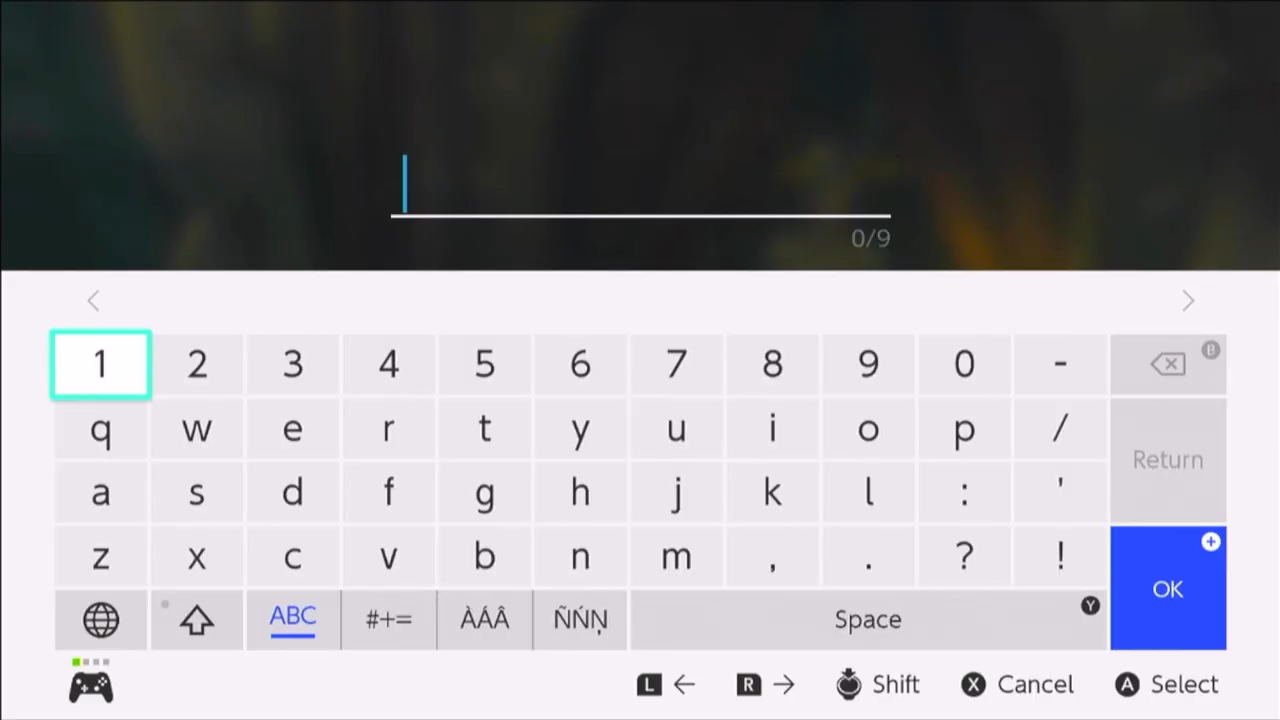 0/9
1 2 3 4 5 6 7 8 9 0 - B
q w e r t y u i o p /
Return
a s d f g h j k l : '
z x c v b n m , . ? ! +
OK
ABC #+= ÀÁÂ ÑŃŅ Space Y
L ← R → Shift X Cancel A Select